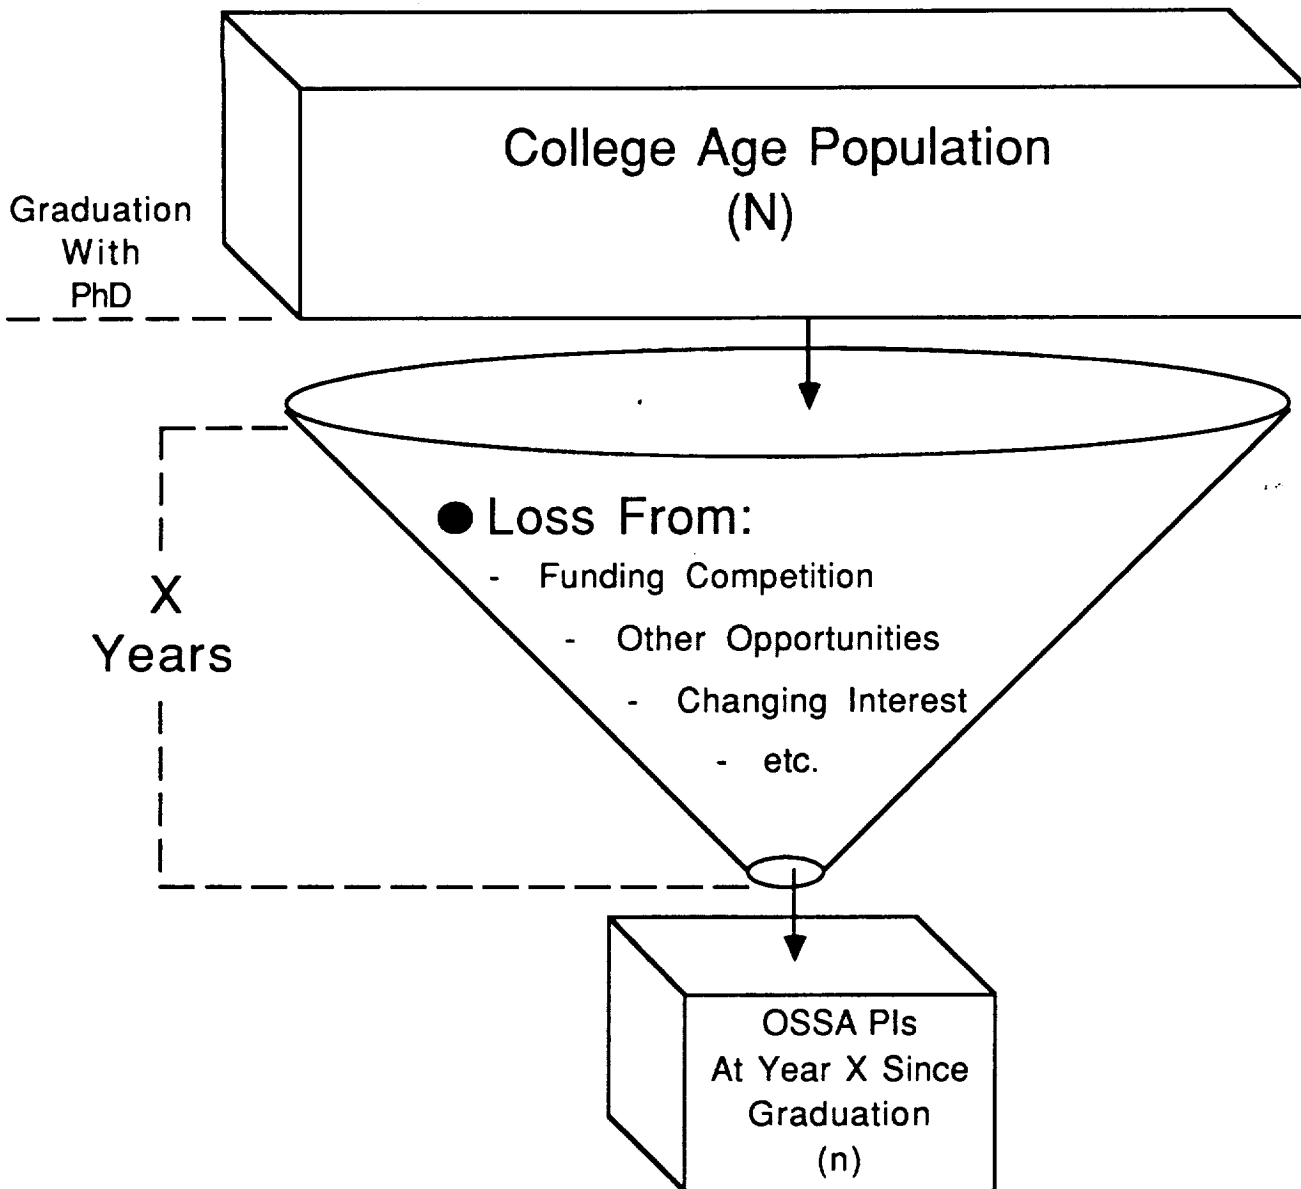 College Age Population
(N)
Graduation
With
PhD
● Loss From:
- Funding Competition
- Other Opportunities
- Changing Interest
- etc.
X
Years
OSSA PIs
At Year X Since
Graduation
(n)